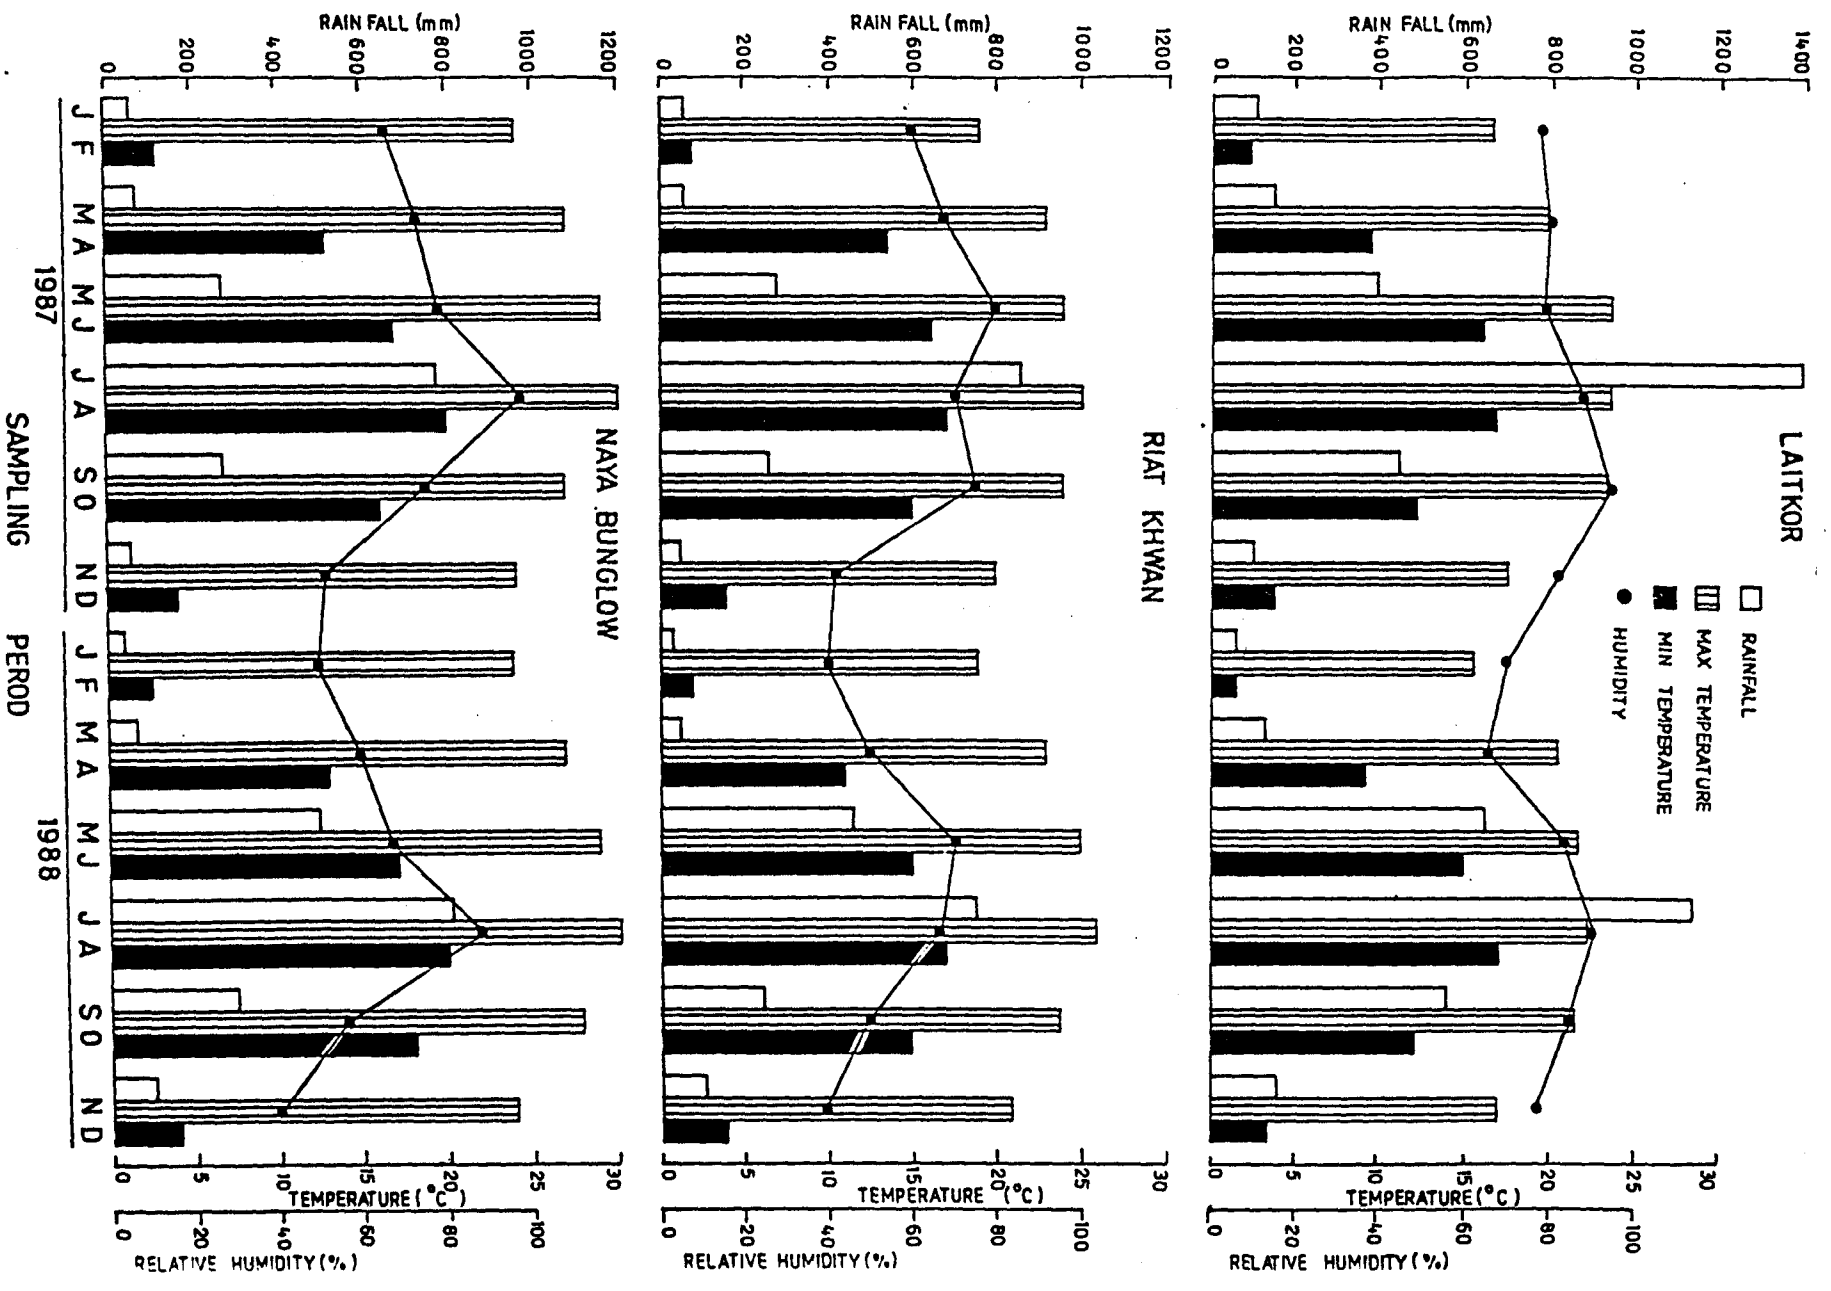 RAIN FALL (mm)
0 200 400 600 800 1000 1200 1400
LAITKOR
RAINFALL
MAX TEMPERATURE
MIN TEMPERATURE
HUMIDITY
0 5 10 15 20 25 30
TEMPERATURE (°C)
0 20 40 60 80 100
RELATIVE HUMIDITY (%)
RAIN FALL (mm)
0 200 400 600 800 1000 1200
RIAT KHWAN
0 5 10 15 20 25 30
TEMPERATURE (°C)
0 20 40 60 80 100
RELATIVE HUMIDITY (%)
RAIN FALL (mm)
0 200 400 600 800 1000 1200
NAYA BUNGLOW
0 5 10 15 20 25 30
TEMPERATURE (°C)
0 20 40 60 80 100
RELATIVE HUMIDITY (%)
J F M A M J J A S O N D J F M A M J J A S O N D
1987 1988
SAMPLING PEROD